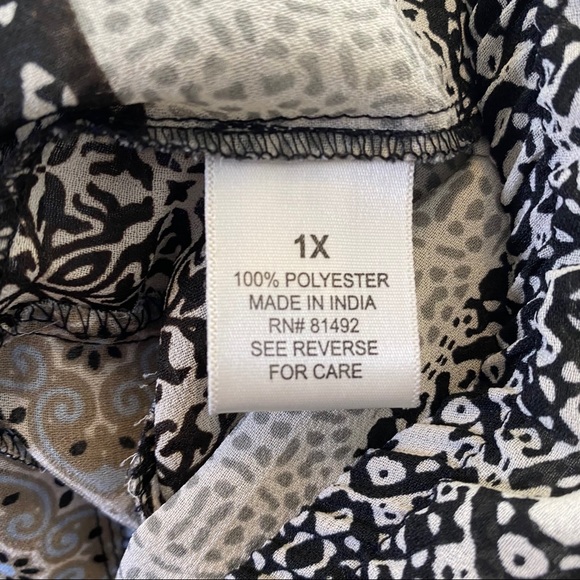 1X
100% POLYESTER
MADE IN INDIA
RN# 81492
SEE REVERSE
FOR CARE